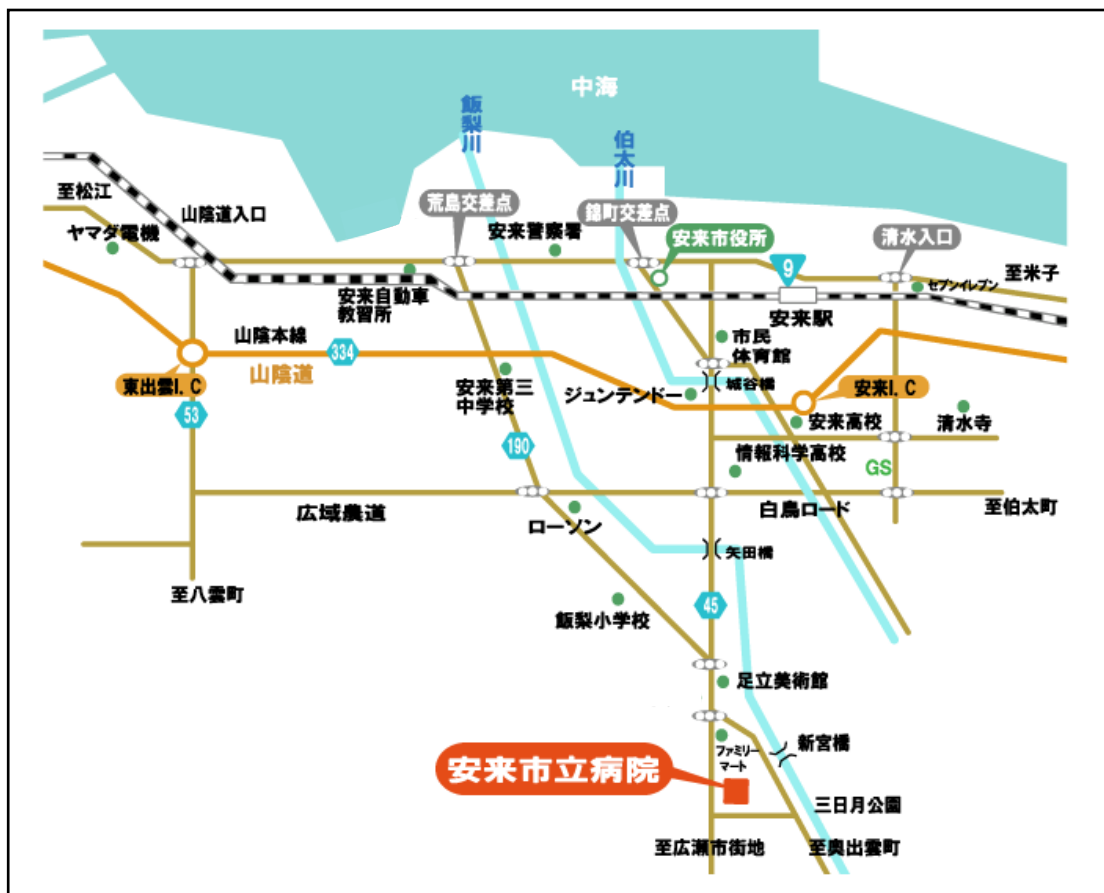 中海
飯梨川
伯太川
至松江
山陰道入口
荒島交差点
錦町交差点
ヤマダ電機
安来警察署
安来市役所
清水入口
9
至米子
セブンイレブン
安来自動車
教習所
安来駅
山陰本線
334
市民
体育館
山陰道
東出雲I.C
安来第三
中学校
ジュンテンドー
城谷橋
安来I.C
53
安来高校
清水寺
190
情報科学高校
GS
広域農道
ローソン
白鳥ロード
至伯太町
矢田橋
至八雲町
飯梨小学校
45
足立美術館
ファミリー
マート
新宮橋
安来市立病院
三日月公園
至広瀬市街地
至奥出雲町